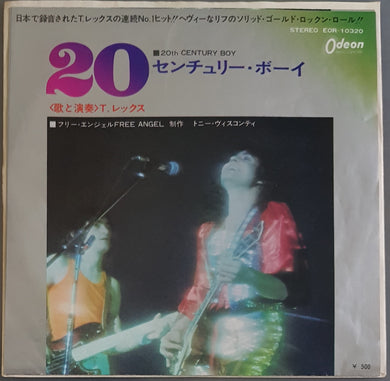 日本で録音されたT.レックスの連続No.1ヒット!!ヘヴィーなリフのソリッド・ゴールド・ロックン・ロール!!
STEREO EOR-10320
Odeon
■20th CENTURY BOY
20センチュリー・ボーイ
〈歌と演奏〉T.レックス
■フリー・エンジェルFREE ANGEL 制作 トニー・ヴィスコンティ
¥ 500